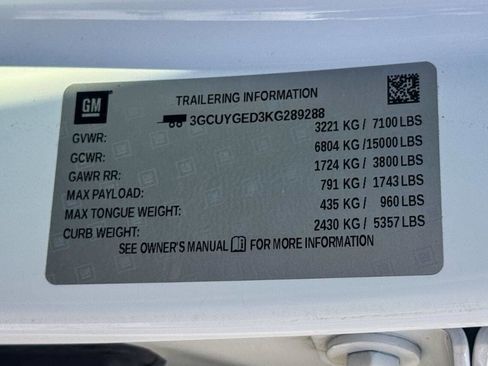 GM
TRAILERING INFORMATION
3GCUYGED3KG289288
GVWR: 3221 KG / 7100 LBS
GCWR: 6804 KG/15000 LBS
GAWR RR: 1724 KG / 3800 LBS
MAX PAYLOAD: 791 KG / 1743 LBS
MAX TONGUE WEIGHT: 435 KG / 960 LBS
CURB WEIGHT: 2430 KG / 5357 LBS
SEE OWNER'S MANUAL FOR MORE INFORMATION